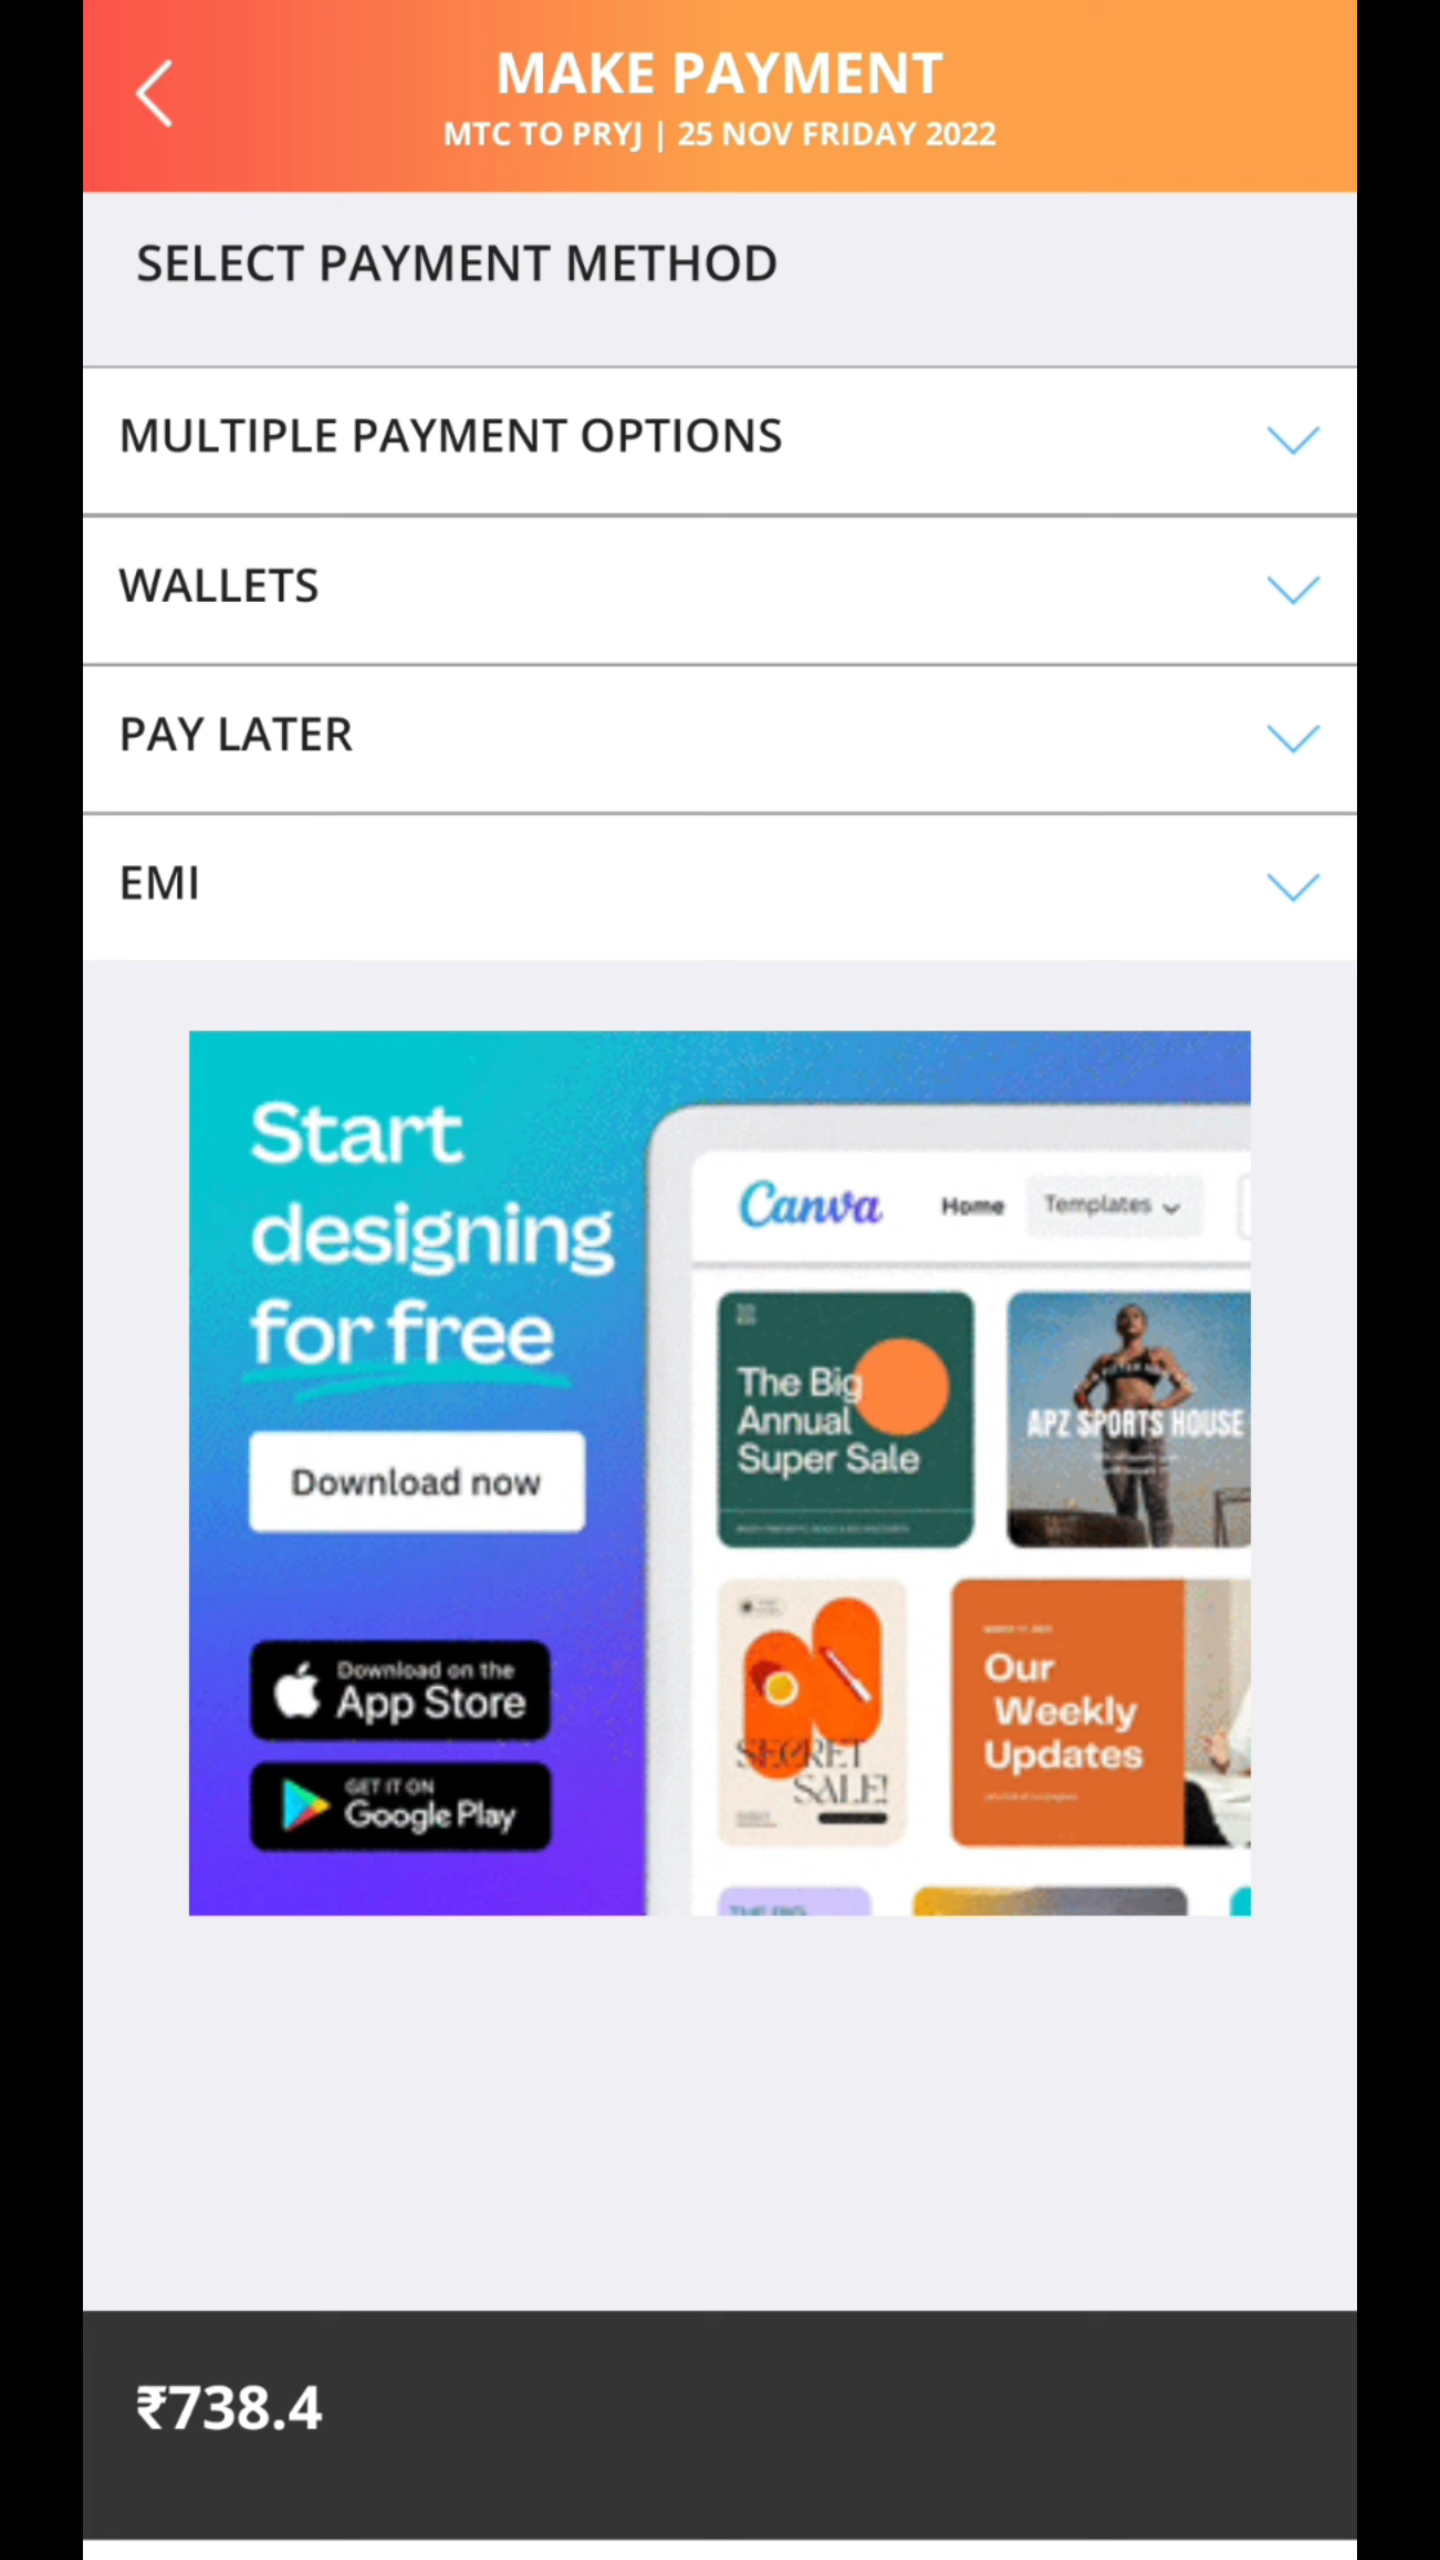 MAKE PAYMENT
MTC TO PRYJ | 25 NOV FRIDAY 2022
SELECT PAYMENT METHOD
MULTIPLE PAYMENT OPTIONS
WALLETS
PAY LATER
EMI
Start
designing
for free
Download now
Download on the
App Store
GET IT ON
Google Play
Canva
Home
Templates
The Big
Annual
Super Sale
APZ SPORTS HOUSE
SECRET
SALE!
Our
Weekly
Updates
THE BIG
₹738.4